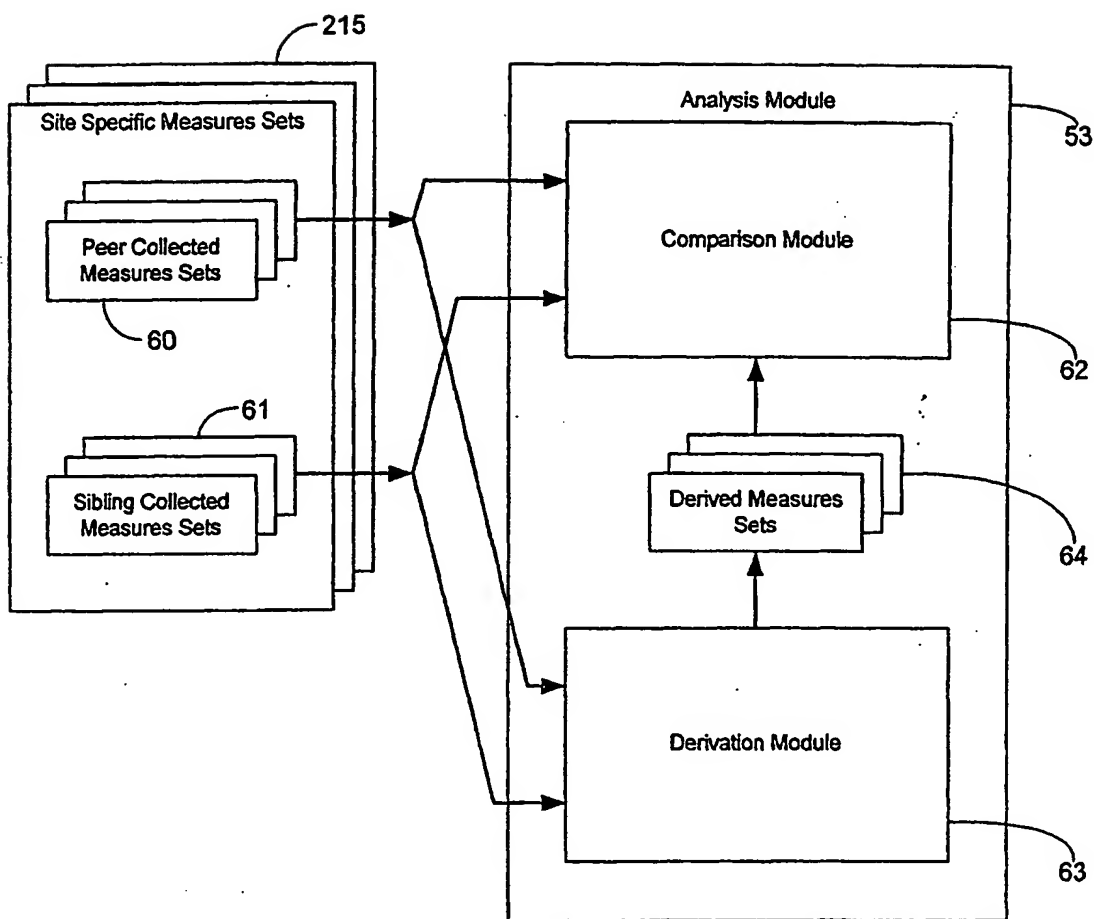 215
Site Specific Measures Sets
Peer Collected
Measures Sets
60
61
Sibling Collected
Measures Sets
Analysis Module
53
Comparison Module
62
Derived Measures
Sets
64
Derivation Module
63